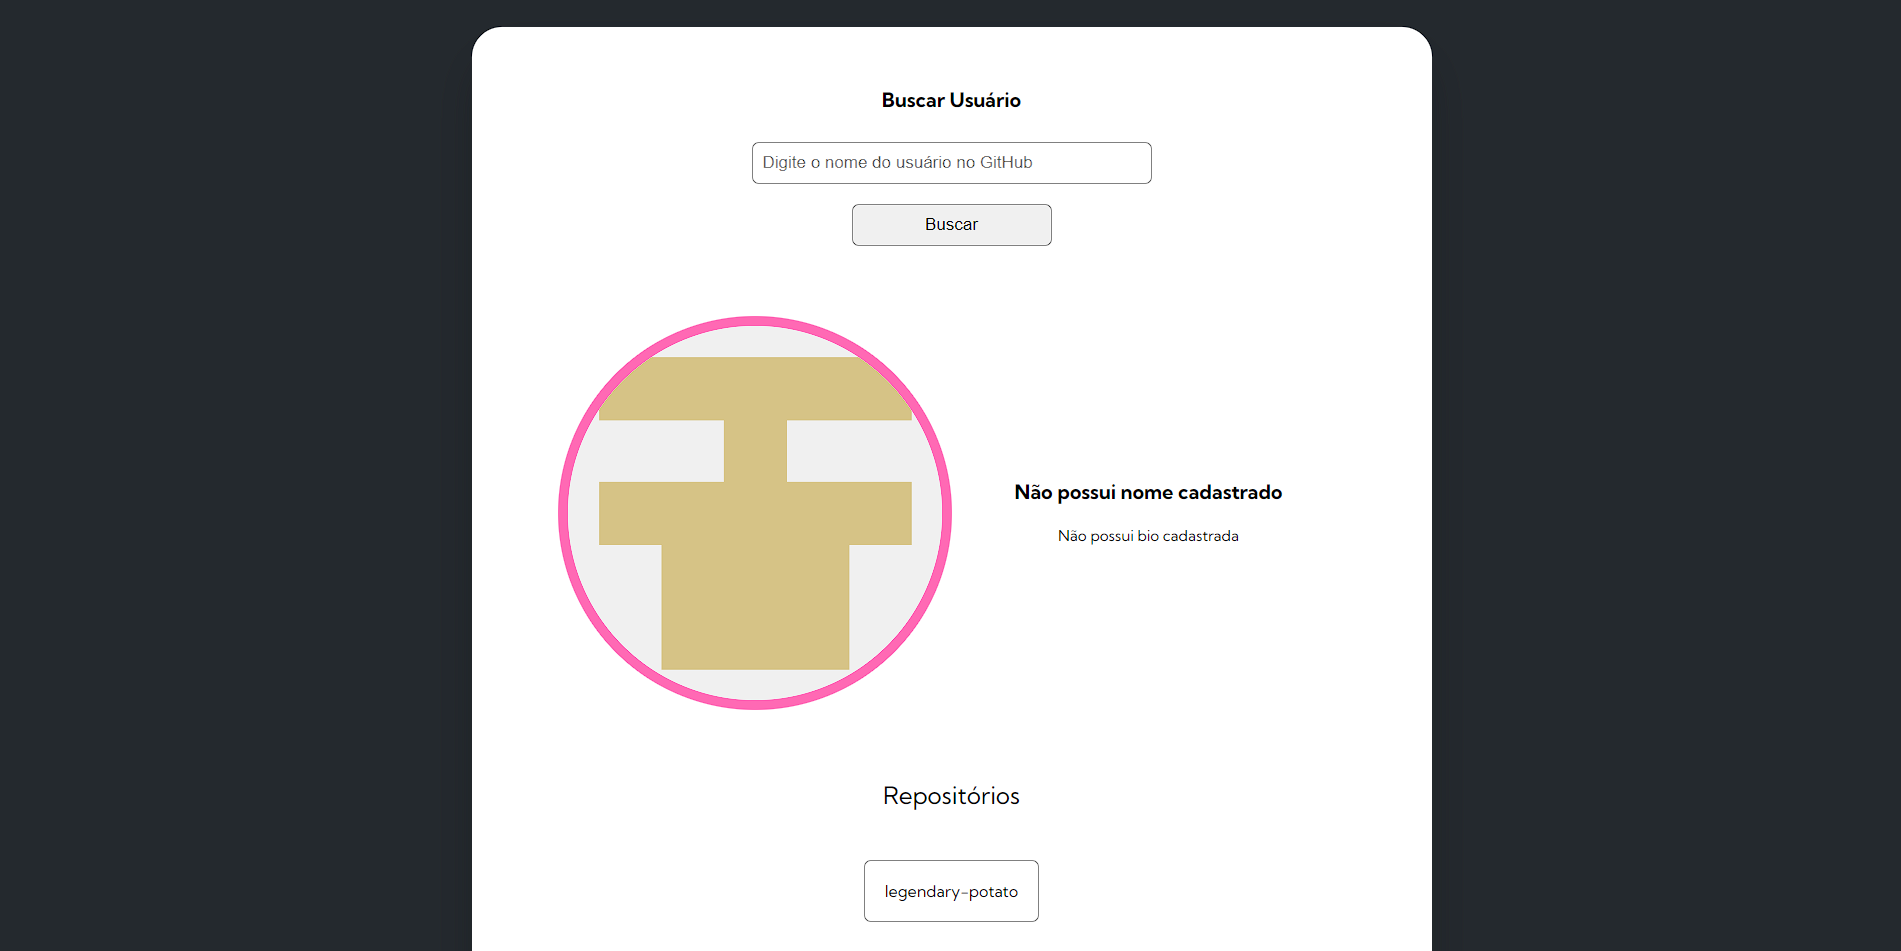 Buscar Usuário
Digite o nome do usuário no GitHub
Buscar
Não possui nome cadastrado
Não possui bio cadastrada
Repositórios
legendary-potato